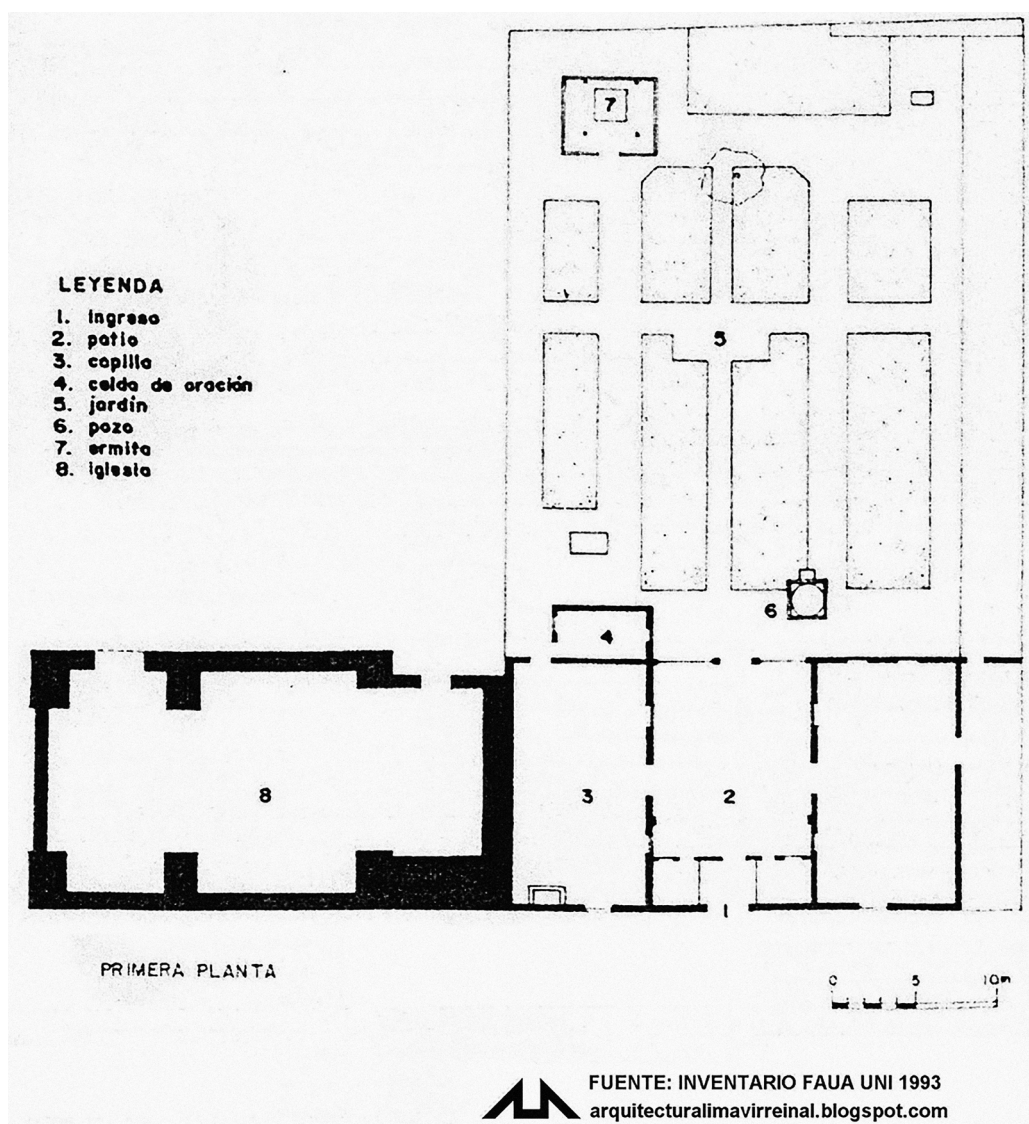 LEYENDA
1. ingreso
2. patio
3. capilla
4. celda de oración
5. jardín
6. pozo
7. ermita
8. iglesia
7
5
6
4
8
3
2
1
PRIMERA PLANTA
0 5 10m
FUENTE: INVENTARIO FAUA UNI 1993
arquitecturalimavirreinal.blogspot.com